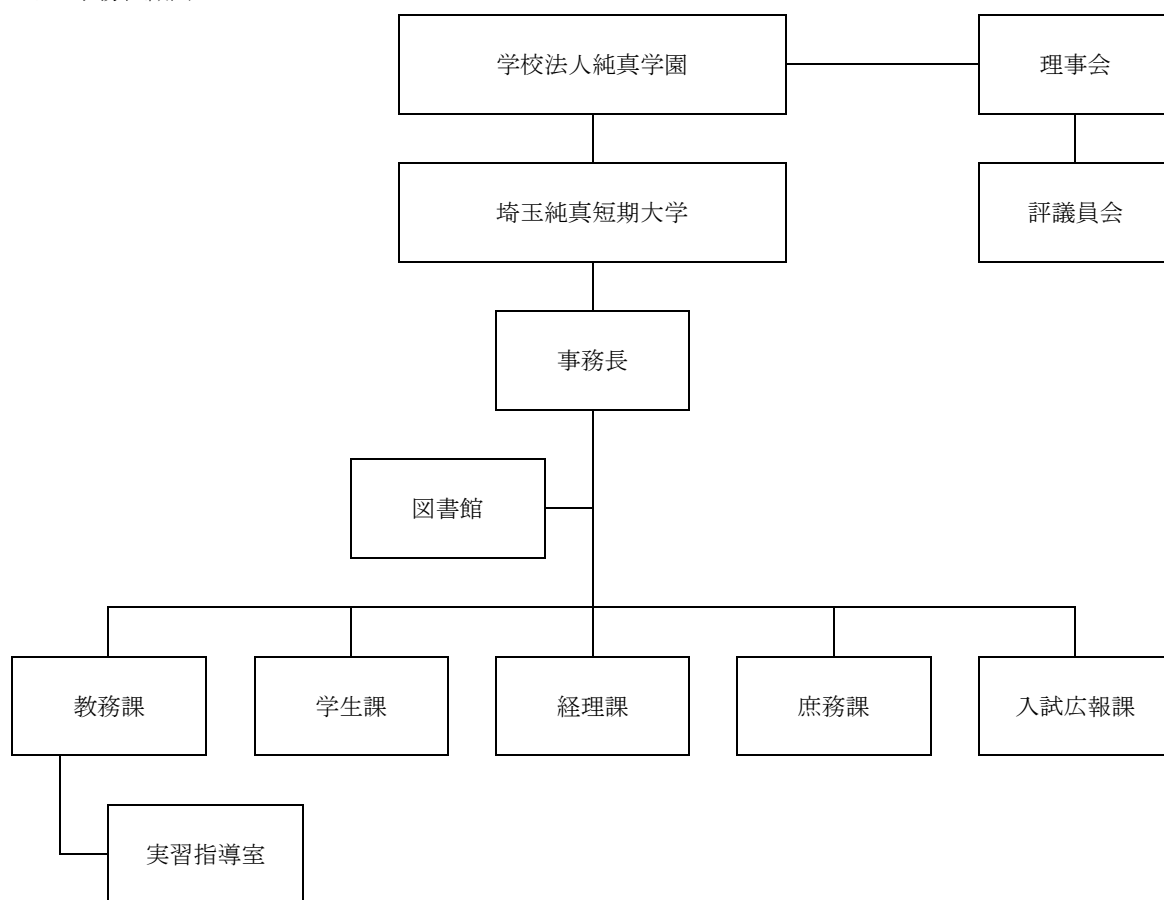 学校法人純真学園
理事会
埼玉純真短期大学
評議員会
事務長
図書館
教務課
学生課
経理課
庶務課
入試広報課
実習指導室